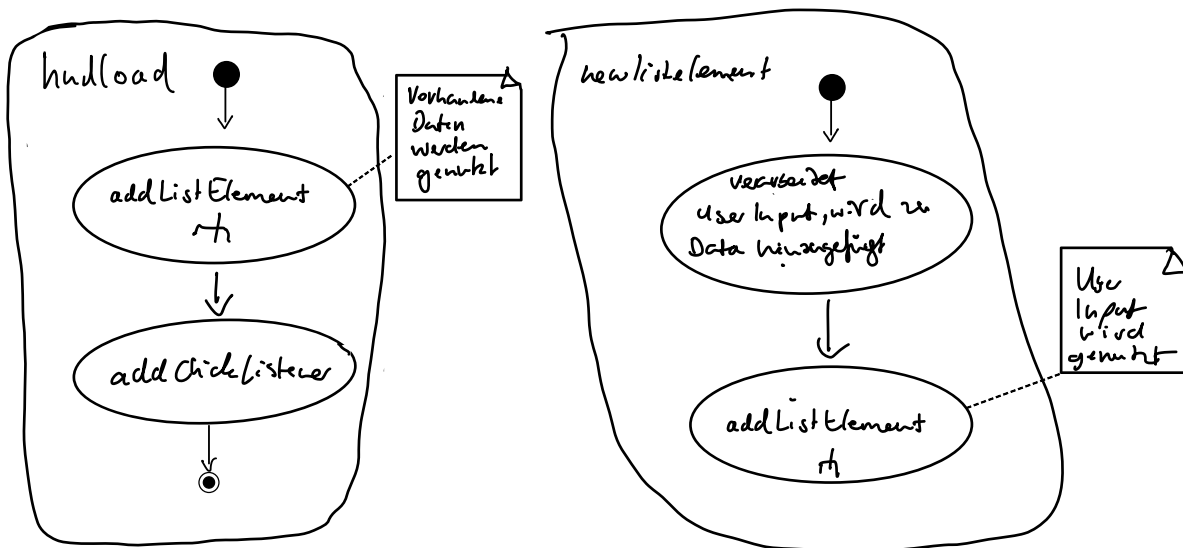 hndload
addListElement
addClickListener
Vorhandene
Daten
werden
genutzt
newlistelement
verarbeitet
User Input, wird zu
Data hinzugefügt
addListElement
User
Input
wird
genutzt